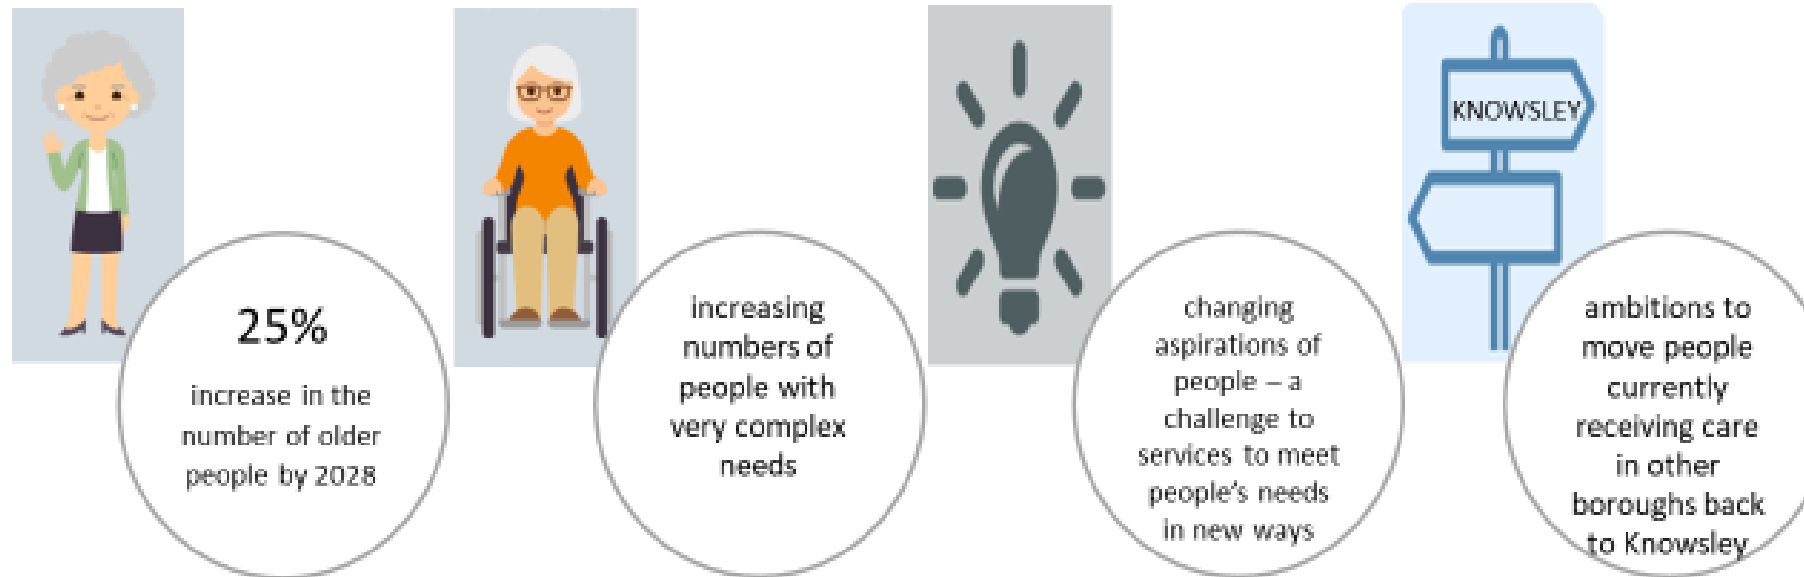 25%
increase in the
number of older
people by 2028
increasing
numbers of
people with
very complex
needs
changing
aspirations of
people – a
challenge to
services to meet
people's needs
in new ways
KNOWSLEY
ambitions to
move people
currently
receiving care
in other
boroughs back
to Knowsley